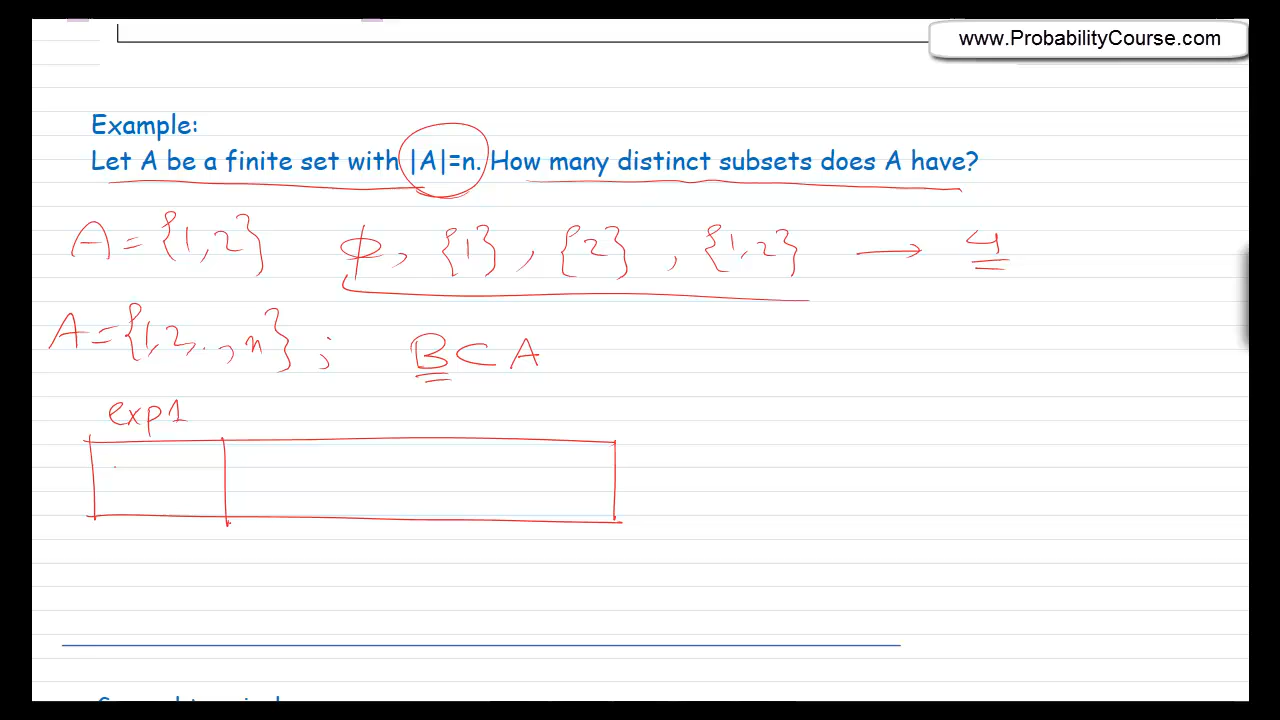 www.ProbabilityCourse.com
Example:
Let A be a finite set with |A|=n. How many distinct subsets does A have?
A = {1, 2} ϕ, {1}, {2}, {1, 2} → 4
A = {1, 2, .., n} ; B ⊂ A
exp1